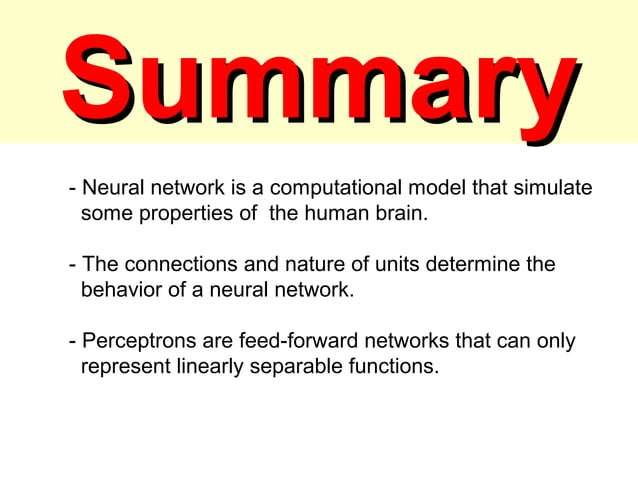 Summary
- Neural network is a computational model that simulate
some properties of  the human brain.
- The connections and nature of units determine the
behavior of a neural network.
- Perceptrons are feed-forward networks that can only
represent linearly separable functions.